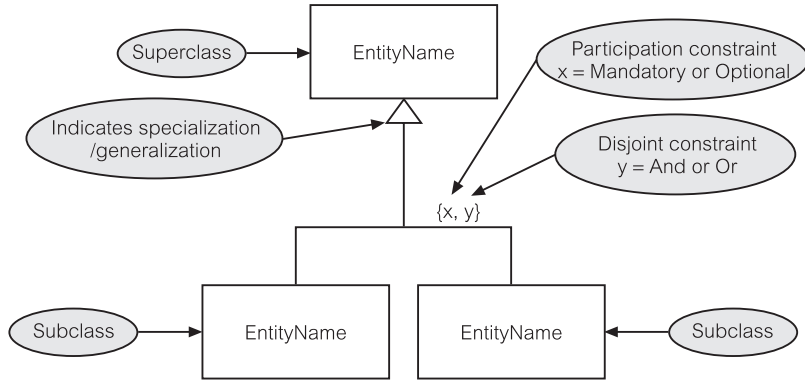 Superclass
EntityName
Participation constraint
x = Mandatory or Optional
Indicates specialization
/generalization
Disjoint constraint
y = And or Or
{x, y}
Subclass
EntityName
EntityName
Subclass